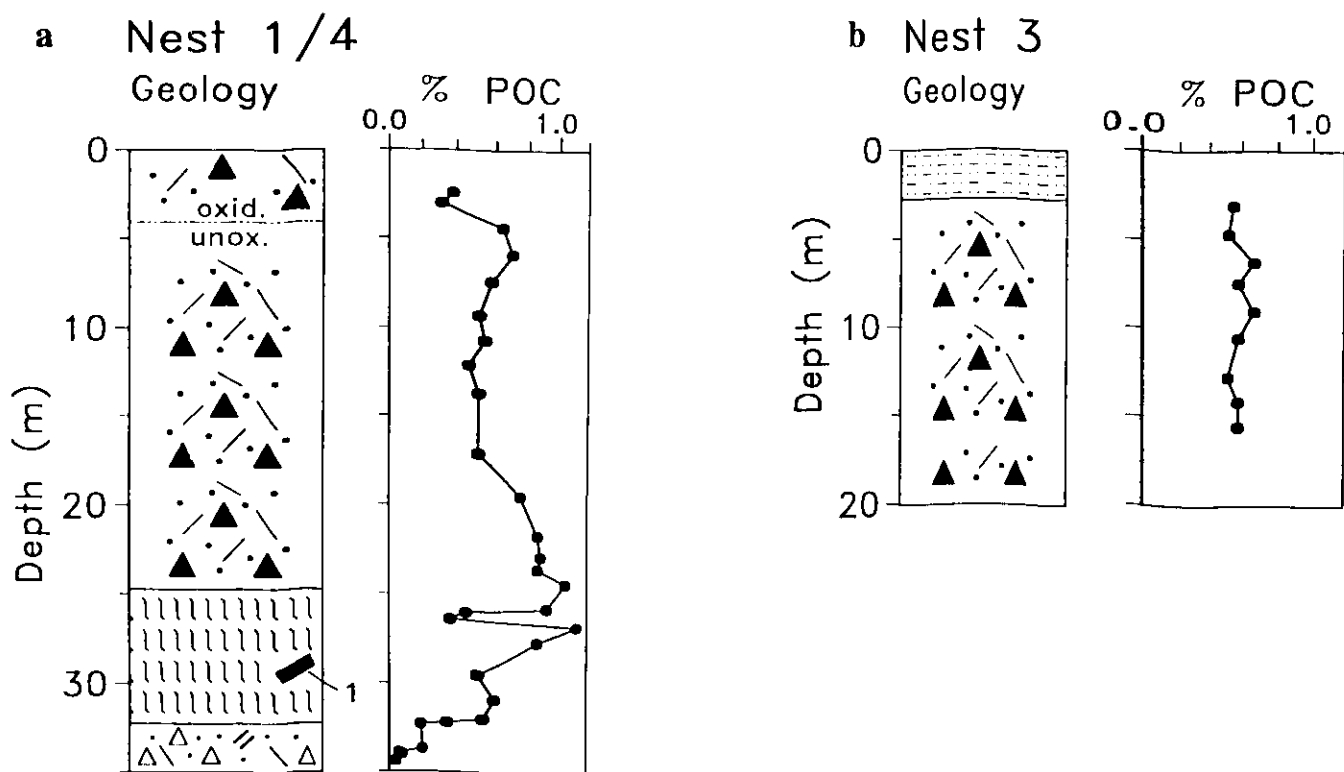 a Nest 1/4
Geology
% POC
0.0 1.0
0
oxid.
unox.
10
20
30
Depth (m)
1
b Nest 3
Geology
% POC
0.0 1.0
0
10
20
Depth (m)